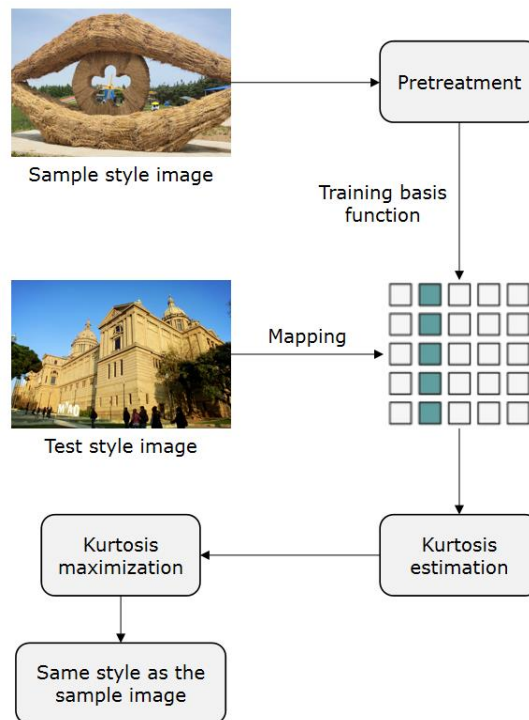 Pretreatment
Sample style image
Training basis
function
Mapping
Test style image
Kurtosis
maximization
Kurtosis
estimation
Same style as the
sample image